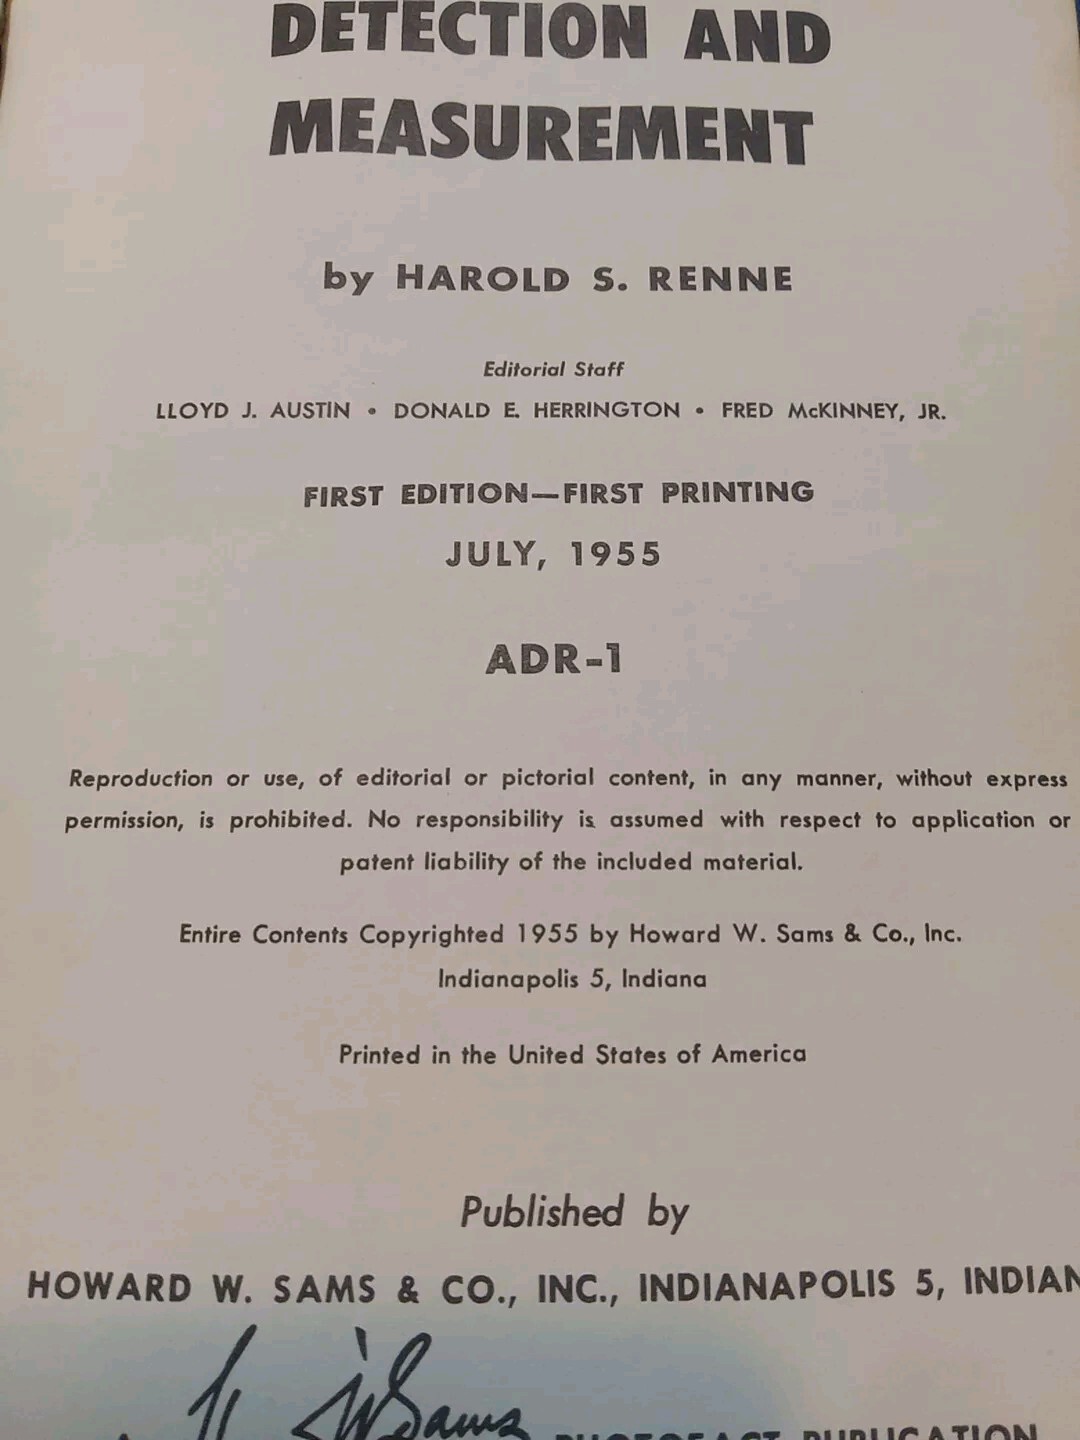 DETECTION AND
MEASUREMENT
by HAROLD S. RENNE
Editorial Staff
LLOYD J. AUSTIN • DONALD E. HERRINGTON • FRED McKINNEY, JR.
FIRST EDITION—FIRST PRINTING
JULY, 1955
ADR-1
Reproduction or use, of editorial or pictorial content, in any manner, without express
permission, is prohibited. No responsibility is assumed with respect to application or
patent liability of the included material.
Entire Contents Copyrighted 1955 by Howard W. Sams & Co., Inc.
Indianapolis 5, Indiana
Printed in the United States of America
Published by
HOWARD W. SAMS & CO., INC., INDIANAPOLIS 5, INDIAN
W Sams
PHOTOFACT PUBLICATION